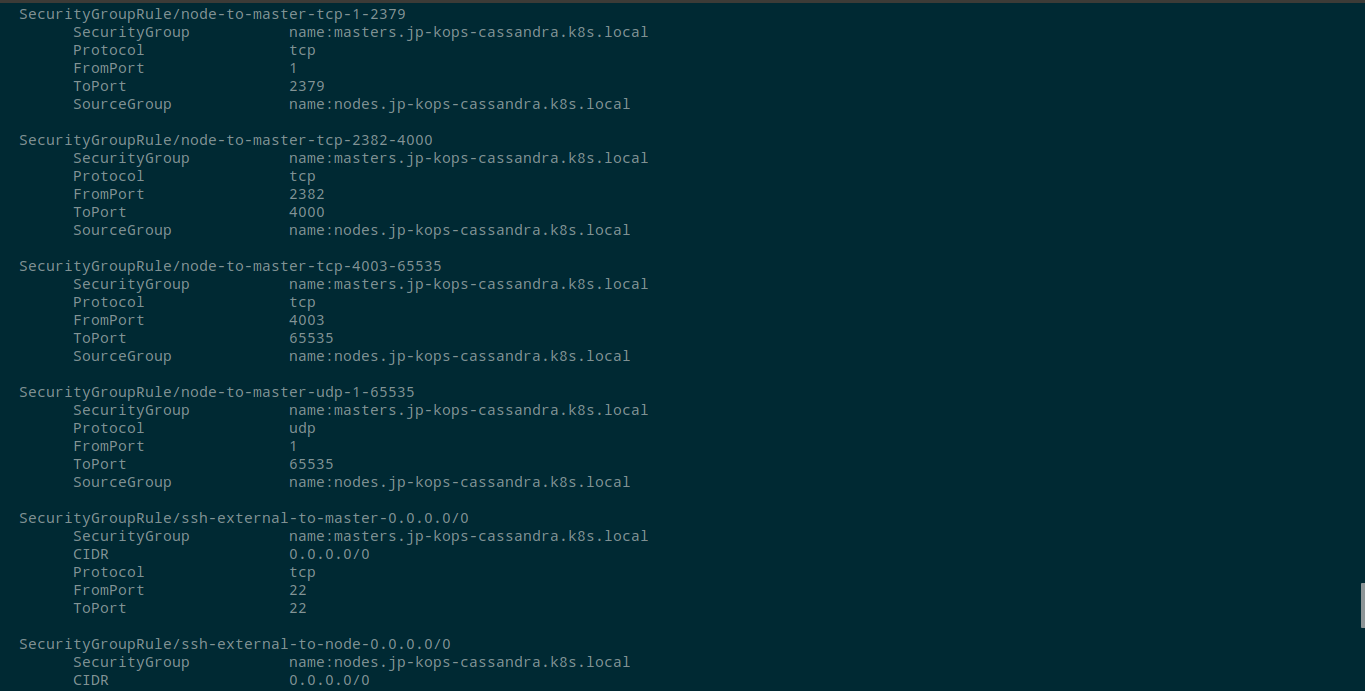 SecurityGroupRule/node-to-master-tcp-1-2379
SecurityGroup name:masters.jp-kops-cassandra.k8s.local
Protocol tcp
FromPort 1
ToPort 2379
SourceGroup name:nodes.jp-kops-cassandra.k8s.local
SecurityGroupRule/node-to-master-tcp-2382-4000
SecurityGroup name:masters.jp-kops-cassandra.k8s.local
Protocol tcp
FromPort 2382
ToPort 4000
SourceGroup name:nodes.jp-kops-cassandra.k8s.local
SecurityGroupRule/node-to-master-tcp-4003-65535
SecurityGroup name:masters.jp-kops-cassandra.k8s.local
Protocol tcp
FromPort 4003
ToPort 65535
SourceGroup name:nodes.jp-kops-cassandra.k8s.local
SecurityGroupRule/node-to-master-udp-1-65535
SecurityGroup name:masters.jp-kops-cassandra.k8s.local
Protocol udp
FromPort 1
ToPort 65535
SourceGroup name:nodes.jp-kops-cassandra.k8s.local
SecurityGroupRule/ssh-external-to-master-0.0.0.0/0
SecurityGroup name:masters.jp-kops-cassandra.k8s.local
CIDR 0.0.0.0/0
Protocol tcp
FromPort 22
ToPort 22
SecurityGroupRule/ssh-external-to-node-0.0.0.0/0
SecurityGroup name:nodes.jp-kops-cassandra.k8s.local
CIDR 0.0.0.0/0